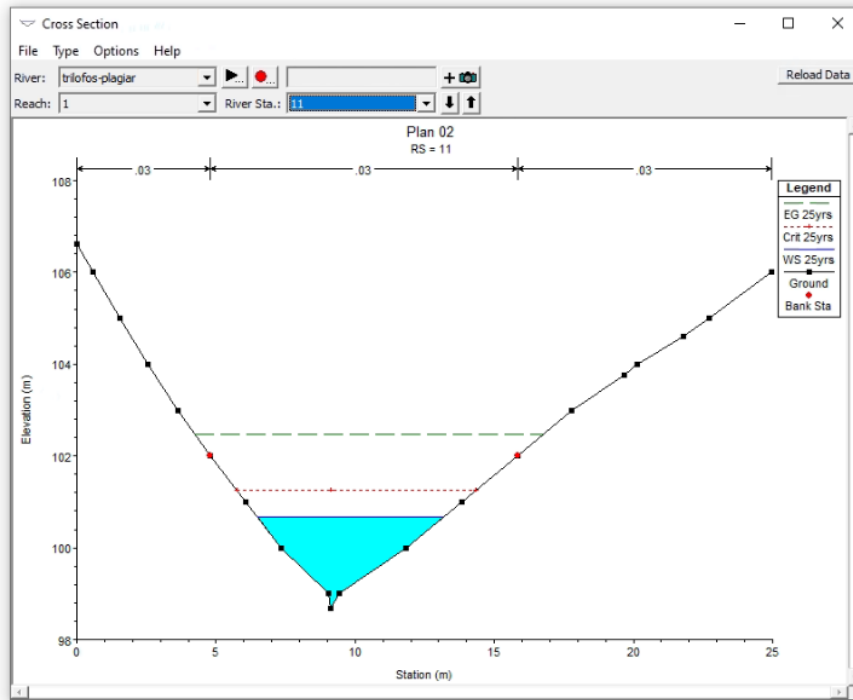 Cross Section
File Type Options Help
River: trilofos-plagiar ... ... + Reload Data
Reach: 1 River Sta.: 11
Plan 02
RS = 11
.03 .03 .03
Legend
EG 25yrs
Crit 25yrs
WS 25yrs
Ground
Bank Sta
108
106
104
102
100
98
Elevation (m)
0 5 10 15 20 25
Station (m)